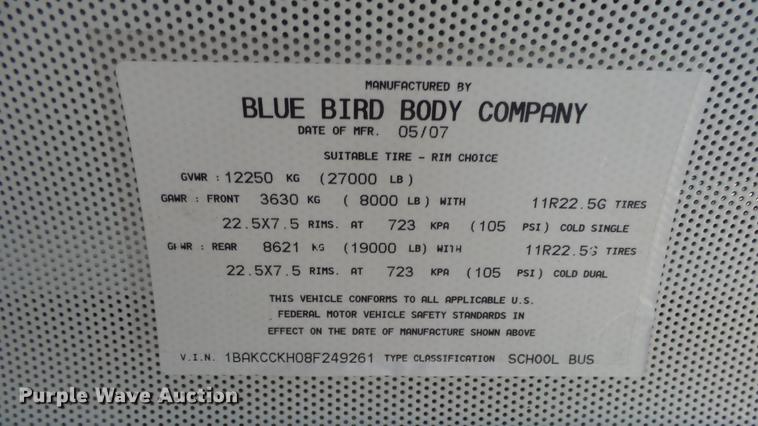 MANUFACTURED BY
BLUE BIRD BODY COMPANY
DATE OF MFR. 05/07
SUITABLE TIRE - RIM CHOICE
GVWR : 12250 KG (27000 LB)
GAWR : FRONT 3630 KG ( 8000 LB) WITH 11R22.5G TIRES
22.5X7.5 RIMS. AT 723 KPA (105 PSI) COLD SINGLE
GAWR : REAR 8621 KG (19000 LB) WITH 11R22.5G TIRES
22.5X7.5 RIMS. AT 723 KPA (105 PSI) COLD DUAL
THIS VEHICLE CONFORMS TO ALL APPLICABLE U.S.
FEDERAL MOTOR VEHICLE SAFETY STANDARDS IN
EFFECT ON THE DATE OF MANUFACTURE SHOWN ABOVE
V.I.N. 1BAKCCKH08F249261 TYPE CLASSIFICATION SCHOOL BUS
Purple Wave Auction